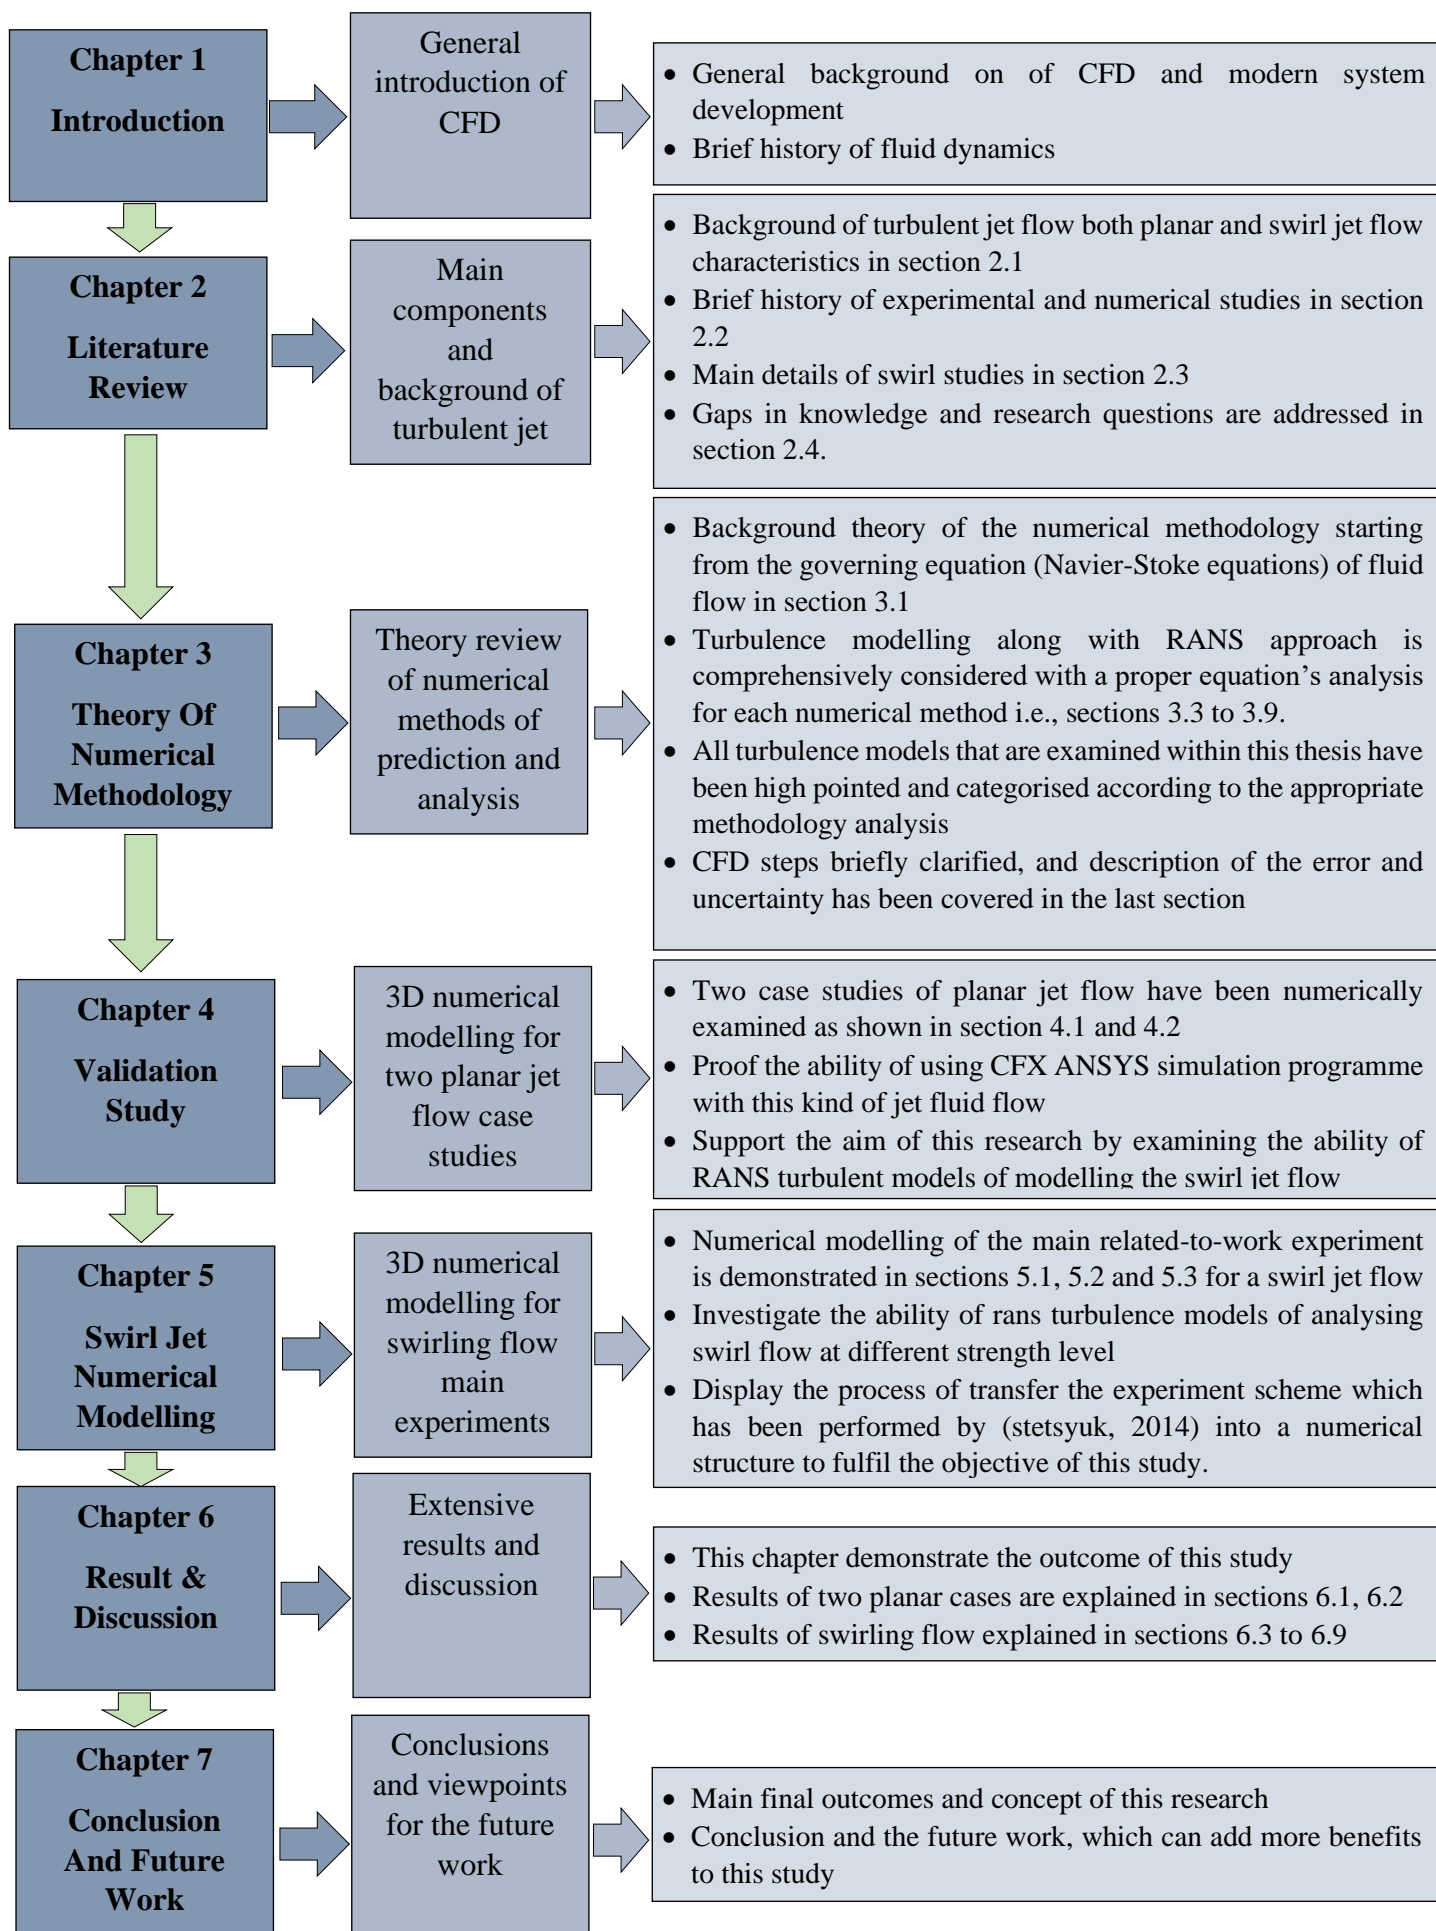 Chapter 1
Introduction
General
introduction of
CFD
• General background on of CFD and modern system
development
• Brief history of fluid dynamics
Chapter 2
Literature
Review
Main
components
and
background of
turbulent jet
• Background of turbulent jet flow both planar and swirl jet flow
characteristics in section 2.1
• Brief history of experimental and numerical studies in section
2.2
• Main details of swirl studies in section 2.3
• Gaps in knowledge and research questions are addressed in
section 2.4.
Chapter 3
Theory Of
Numerical
Methodology
Theory review
of numerical
methods of
prediction and
analysis
• Background theory of the numerical methodology starting
from the governing equation (Navier-Stoke equations) of fluid
flow in section 3.1
• Turbulence modelling along with RANS approach is
comprehensively considered with a proper equation’s analysis
for each numerical method i.e., sections 3.3 to 3.9.
• All turbulence models that are examined within this thesis have
been high pointed and categorised according to the appropriate
methodology analysis
• CFD steps briefly clarified, and description of the error and
uncertainty has been covered in the last section
Chapter 4
Validation
Study
3D numerical
modelling for
two planar jet
flow case
studies
• Two case studies of planar jet flow have been numerically
examined as shown in section 4.1 and 4.2
• Proof the ability of using CFX ANSYS simulation programme
with this kind of jet fluid flow
• Support the aim of this research by examining the ability of
RANS turbulent models of modelling the swirl jet flow
Chapter 5
Swirl Jet
Numerical
Modelling
3D numerical
modelling for
swirling flow
main
experiments
• Numerical modelling of the main related-to-work experiment
is demonstrated in sections 5.1, 5.2 and 5.3 for a swirl jet flow
• Investigate the ability of rans turbulence models of analysing
swirl flow at different strength level
• Display the process of transfer the experiment scheme which
has been performed by (stetsyuk, 2014) into a numerical
structure to fulfil the objective of this study.
Chapter 6
Result &
Discussion
Extensive
results and
discussion
• This chapter demonstrate the outcome of this study
• Results of two planar cases are explained in sections 6.1, 6.2
• Results of swirling flow explained in sections 6.3 to 6.9
Chapter 7
Conclusion
And Future
Work
Conclusions
and viewpoints
for the future
work
• Main final outcomes and concept of this research
• Conclusion and the future work, which can add more benefits
to this study